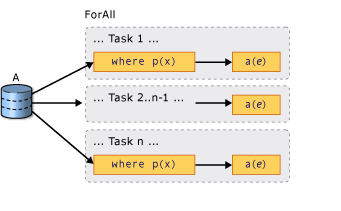 ForAll
... Task 1 ...
A
where p(x)
a(e)
... Task 2..n-1 ...
a(e)
... Task n ...
where p(x)
a(e)